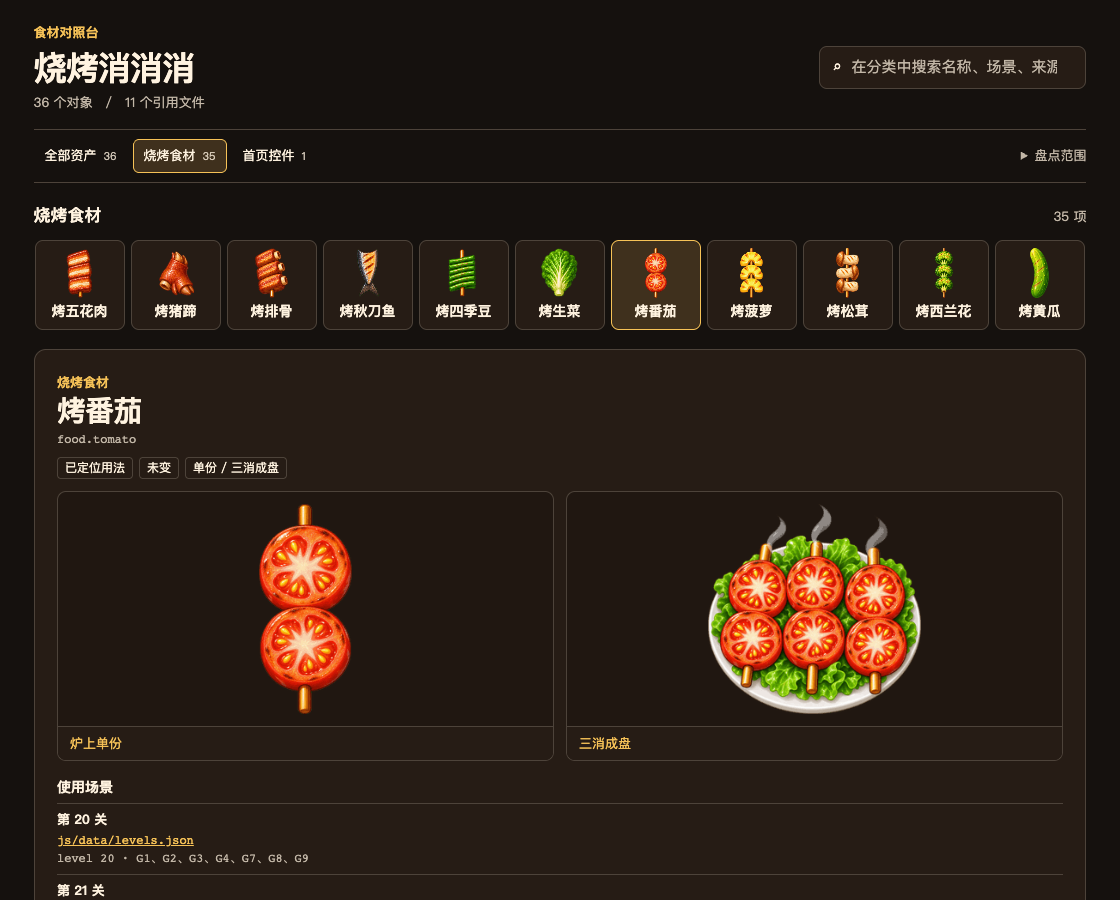 食材对照台
烧烤消消消
36 个对象 / 11 个引用文件
在分类中搜索名称、场景、来源
全部资产 36
烧烤食材 35
首页控件 1
盘点范围
烧烤食材
35 项
烤五花肉
烤猪蹄
烤排骨
烤秋刀鱼
烤四季豆
烤生菜
烤番茄
烤菠萝
烤松茸
烤西兰花
烤黄瓜
烧烤食材
烤番茄
food.tomato
已定位用法
未变
单份 / 三消成盘
炉上单份
三消成盘
使用场景
第 20 关
js/data/levels.json
level 20 · G1、G2、G3、G4、G7、G8、G9
第 21 关